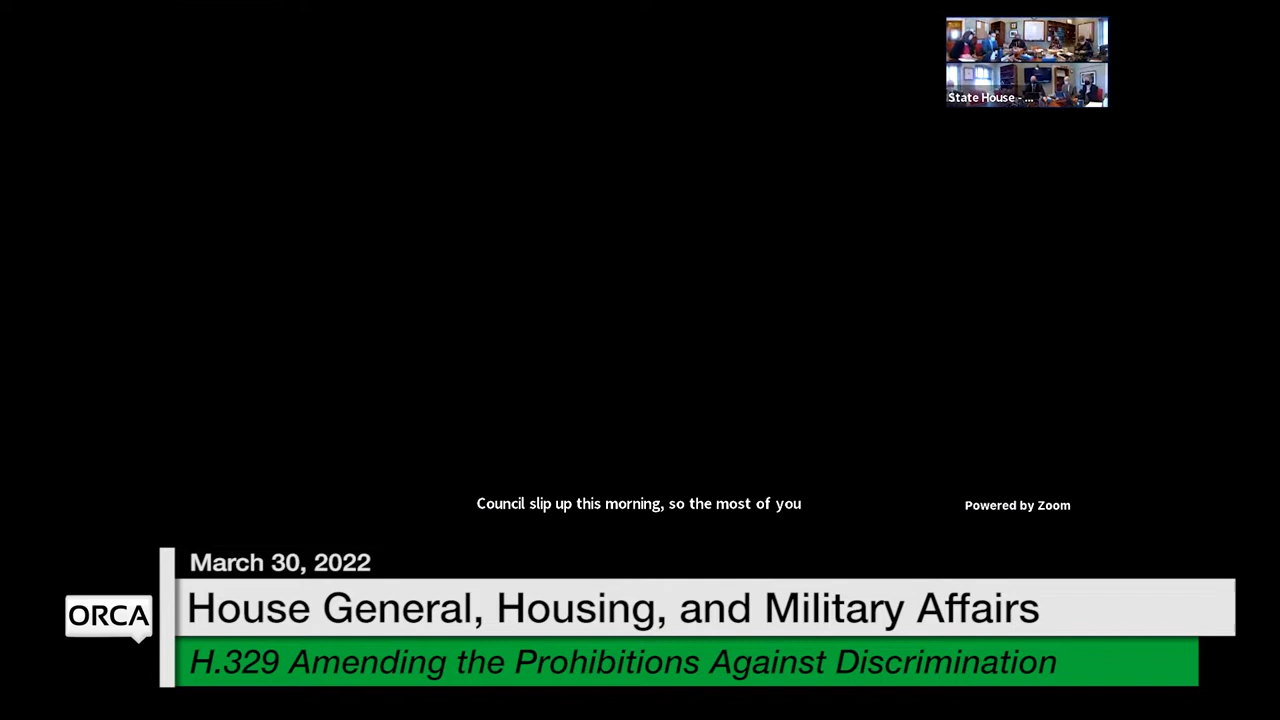 State House - ...
Council slip up this morning, so the most of you
Powered by Zoom
March 30, 2022
ORCA
House General, Housing, and Military Affairs
H.329 Amending the Prohibitions Against Discrimination